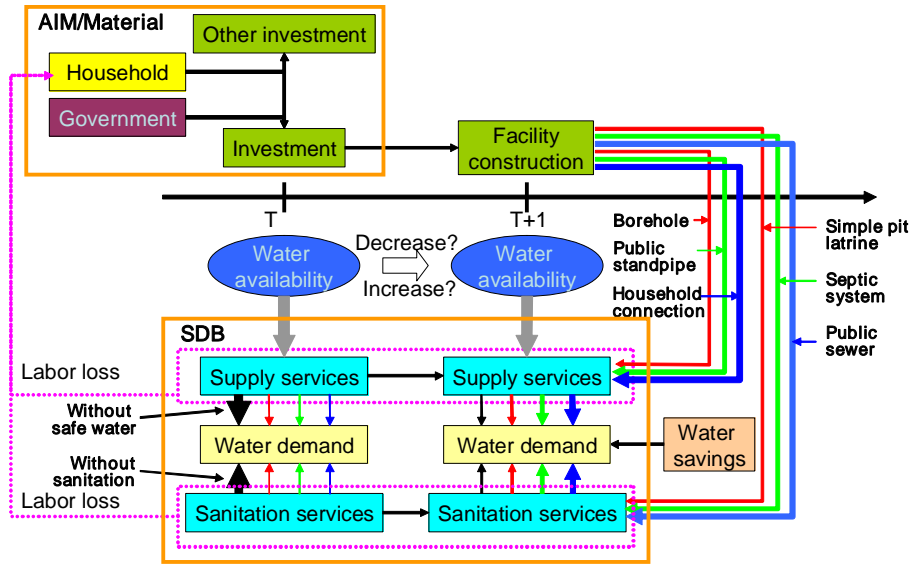 AIM/Material
Other investment
Household
Government
Investment
Facility
construction
T
T+1
Water
availability
Decrease?
Increase?
Water
availability
Borehole
Public
standpipe
Household
connection
Simple pit
latrine
Septic
system
Public
sewer
SDB
Labor loss
Supply services
Supply services
Without
safe water
Water demand
Water demand
Water
savings
Without
sanitation
Labor loss
Sanitation services
Sanitation services